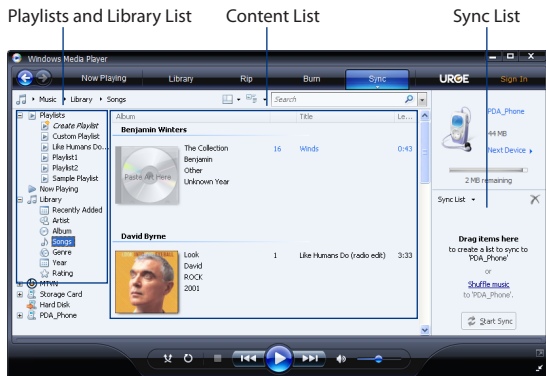 Playlists and Library List
Content List
Sync List
Windows Media Player
Now Playing
Library
Rip
Burn
Sync
URGE
Sign In
Music ▸ Library ▸ Songs
Search
Playlists
Create Playlist
Custom Playlist
Like Humans Do...
Playlist1
Playlist2
Sample Playlist
Now Playing
Library
Recently Added
Artist
Album
Songs
Genre
Year
Rating
MTVN
Storage Card
Hard Disk
PDA_Phone
Album
Title
Le...
Benjamin Winters
Paste Art Here
The Collection
16
Winds
0:43
Benjamin
Other
Unknown Year
David Byrne
Look
1
Like Humans Do (radio edit)
3:33
David
ROCK
2001
PDA_Phone
44 MB
Next Device
2 MB remaining
Sync List
Drag items here
to create a list to sync to
'PDA_Phone'
or
Shuffle music
to 'PDA_Phone'.
Start Sync